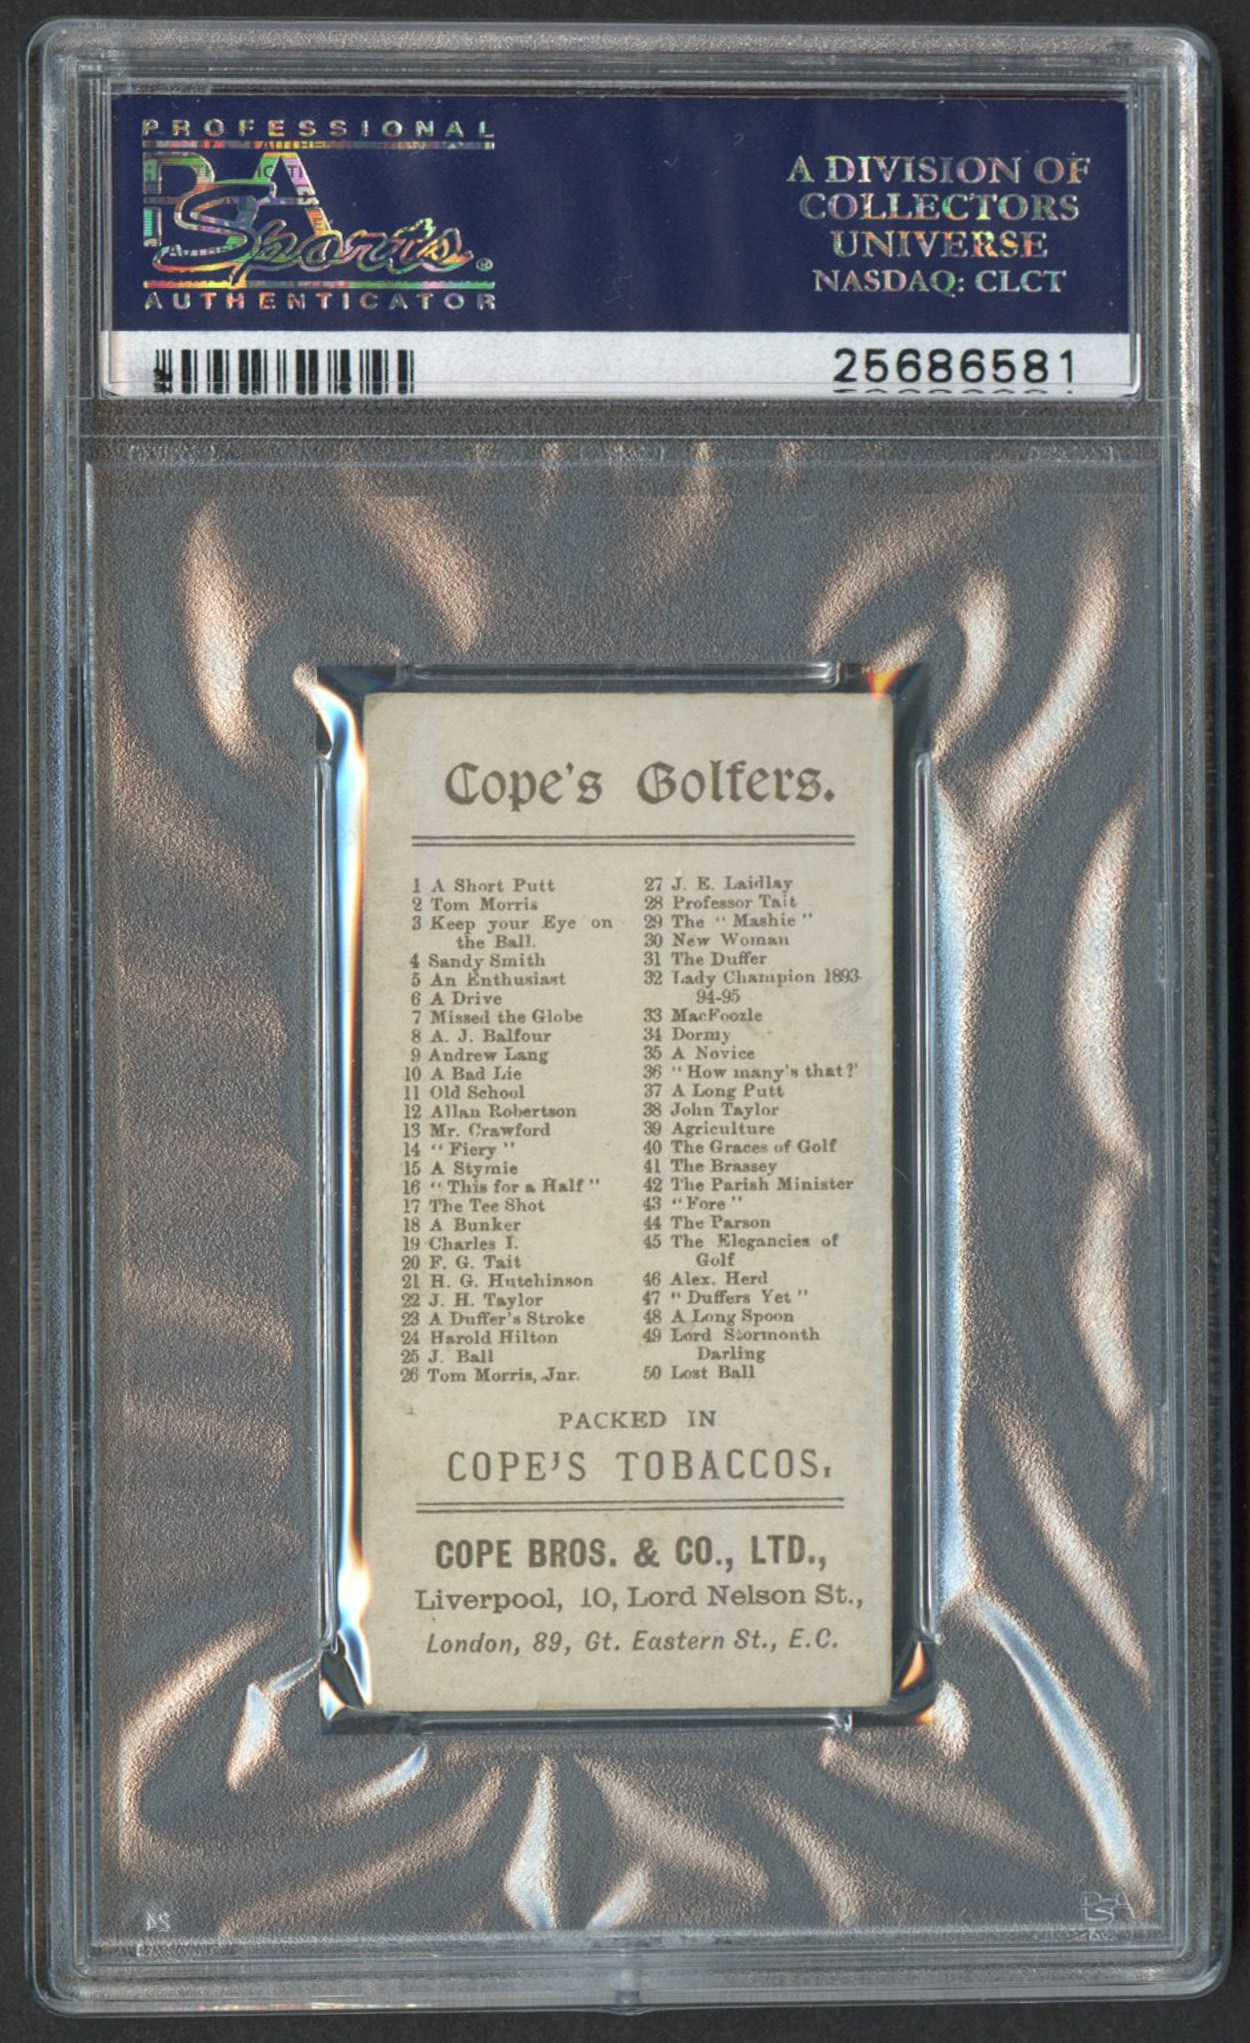 PROFESSIONAL
PSA
Sports®
AUTHENTICATOR
A DIVISION OF
COLLECTORS
UNIVERSE
NASDAQ: CLCT
25686581
Cope's Golfers.
1 A Short Putt
2 Tom Morris
3 Keep your Eye on
the Ball.
4 Sandy Smith
5 An Enthusiast
6 A Drive
7 Missed the Globe
8 A. J. Balfour
9 Andrew Lang
10 A Bad Lie
11 Old School
12 Allan Robertson
13 Mr. Crawford
14 "Fiery"
15 A Stymie
16 "This for a Half"
17 The Tee Shot
18 A Bunker
19 Charles I.
20 F. G. Tait
21 H. G. Hutchinson
22 J. H. Taylor
23 A Duffer's Stroke
24 Harold Hilton
25 J. Ball
26 Tom Morris, Jnr.
27 J. E. Laidlay
28 Professor Tait
29 The "Mashie"
30 New Woman
31 The Duffer
32 Lady Champion 1893-
94-95
33 MacFoozle
34 Dormy
35 A Novice
36 "How many's that?'
37 A Long Putt
38 John Taylor
39 Agriculture
40 The Graces of Golf
41 The Brassey
42 The Parish Minister
43 "Fore"
44 The Parson
45 The Elegancies of
Golf
46 Alex. Herd
47 "Duffers Yet"
48 A Long Spoon
49 Lord Stormonth
Darling
50 Lost Ball
PACKED IN
COPE'S TOBACCOS.
COPE BROS. & CO., LTD.,
Liverpool, 10, Lord Nelson St.,
London, 89, Gt. Eastern St., E.C.
24
PSA